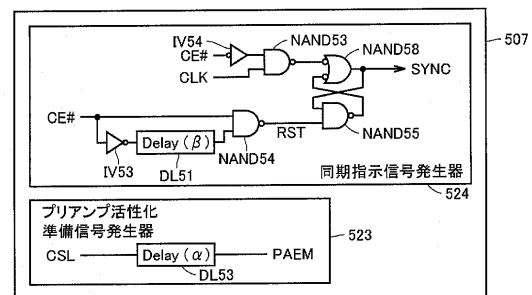 IV54
NAND53
NAND58
507
CE#
CLK
SYNC
CE#
Delay (β)
RST
NAND55
NAND54
IV53
DL51
同期指示信号発生器
524
プリアンプ活性化
準備信号発生器
523
CSL
Delay (α)
PAEM
DL53